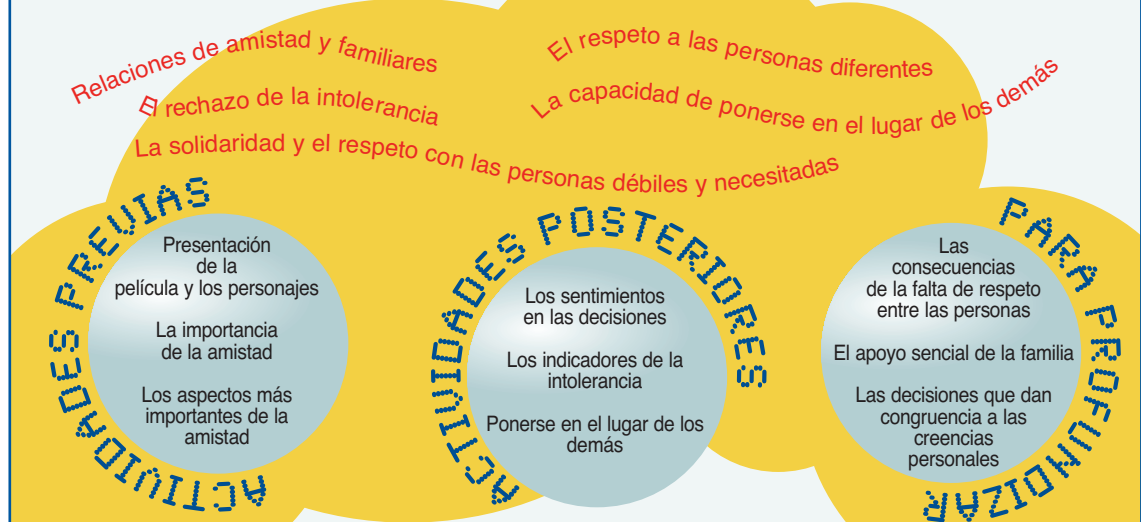 Relaciones de amistad y familiares
El respeto a las personas diferentes
El rechazo de la intolerancia
La capacidad de ponerse en el lugar de los demás
La solidaridad y el respeto con las personas débiles y necesitadas
ACTIVIDADES PREVIAS
Presentación
de la
película y los personajes
La importancia
de la amistad
Los aspectos más
importantes de la
amistad
ACTIVIDADES POSTERIORES
Los sentimientos
en las decisiones
Los indicadores de la
intolerancia
Ponerse en el lugar de los
demás
PARA PROFUNDIZAR
Las
consecuencias
de la falta de respeto
entre las personas
El apoyo sencial de la familia
Las decisiones que dan
congruencia a las
creencias
personales